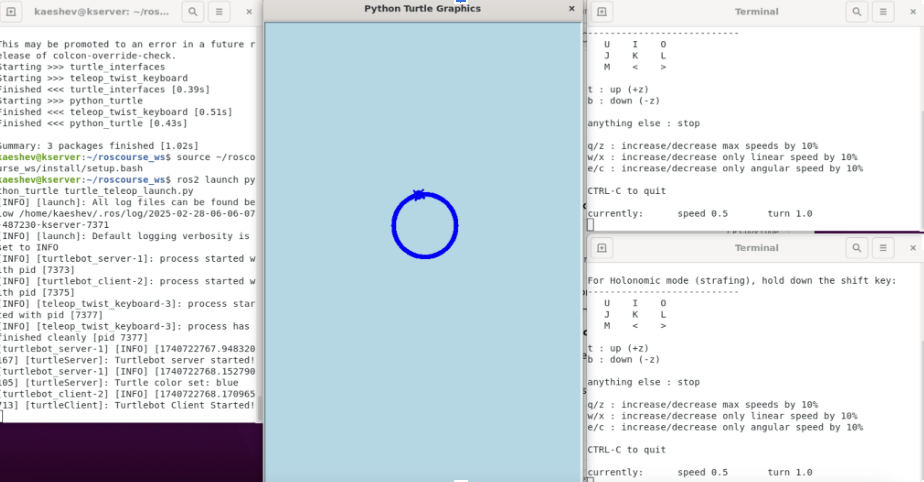 kaeshev@kserver: ~/ros...
This may be promoted to an error in a future r
elease of colcon-override-check.
Starting >>> turtle_interfaces
Starting >>> teleop_twist_keyboard
Finished <<< turtle_interfaces [0.39s]
Starting >>> python_turtle
Finished <<< teleop_twist_keyboard [0.51s]
Finished <<< python_turtle [0.43s]
Summary: 3 packages finished [1.02s]
kaeshev@kserver:~/roscourse_ws$ source ~/rosco
urse_ws/install/setup.bash
kaeshev@kserver:~/roscourse_ws$ ros2 launch py
thon_turtle turtle_teleop_launch.py
[INFO] [launch]: All log files can be found be
low /home/kaeshev/.ros/log/2025-02-28-06-06-07
-487230-kserver-7371
[INFO] [launch]: Default logging verbosity is
set to INFO
[INFO] [turtlebot_server-1]: process started w
ith pid [7373]
[INFO] [turtlebot_client-2]: process started w
ith pid [7375]
[INFO] [teleop_twist_keyboard-3]: process star
ted with pid [7377]
[INFO] [teleop_twist_keyboard-3]: process has
finished cleanly [pid 7377]
[turtlebot_server-1] [INFO] [1740722767.948320
167] [turtleServer]: Turtlebot server started!
[turtlebot_server-1] [INFO] [1740722768.152790
105] [turtleServer]: Turtle color set: blue
[turtlebot_client-2] [INFO] [1740722768.170965
713] [turtleClient]: Turtlebot Client Started!
Python Turtle Graphics
Terminal
---------------------------
U I O
J K L
M < >
t : up (+z)
b : down (-z)
anything else : stop
q/z : increase/decrease max speeds by 10%
w/x : increase/decrease only linear speed by 10%
e/c : increase/decrease only angular speed by 10%
CTRL-C to quit
currently: speed 0.5 turn 1.0
Terminal
For Holonomic mode (strafing), hold down the shift key:
---------------------------
U I O
J K L
M < >
t : up (+z)
b : down (-z)
anything else : stop
q/z : increase/decrease max speeds by 10%
w/x : increase/decrease only linear speed by 10%
e/c : increase/decrease only angular speed by 10%
CTRL-C to quit
currently: speed 0.5 turn 1.0